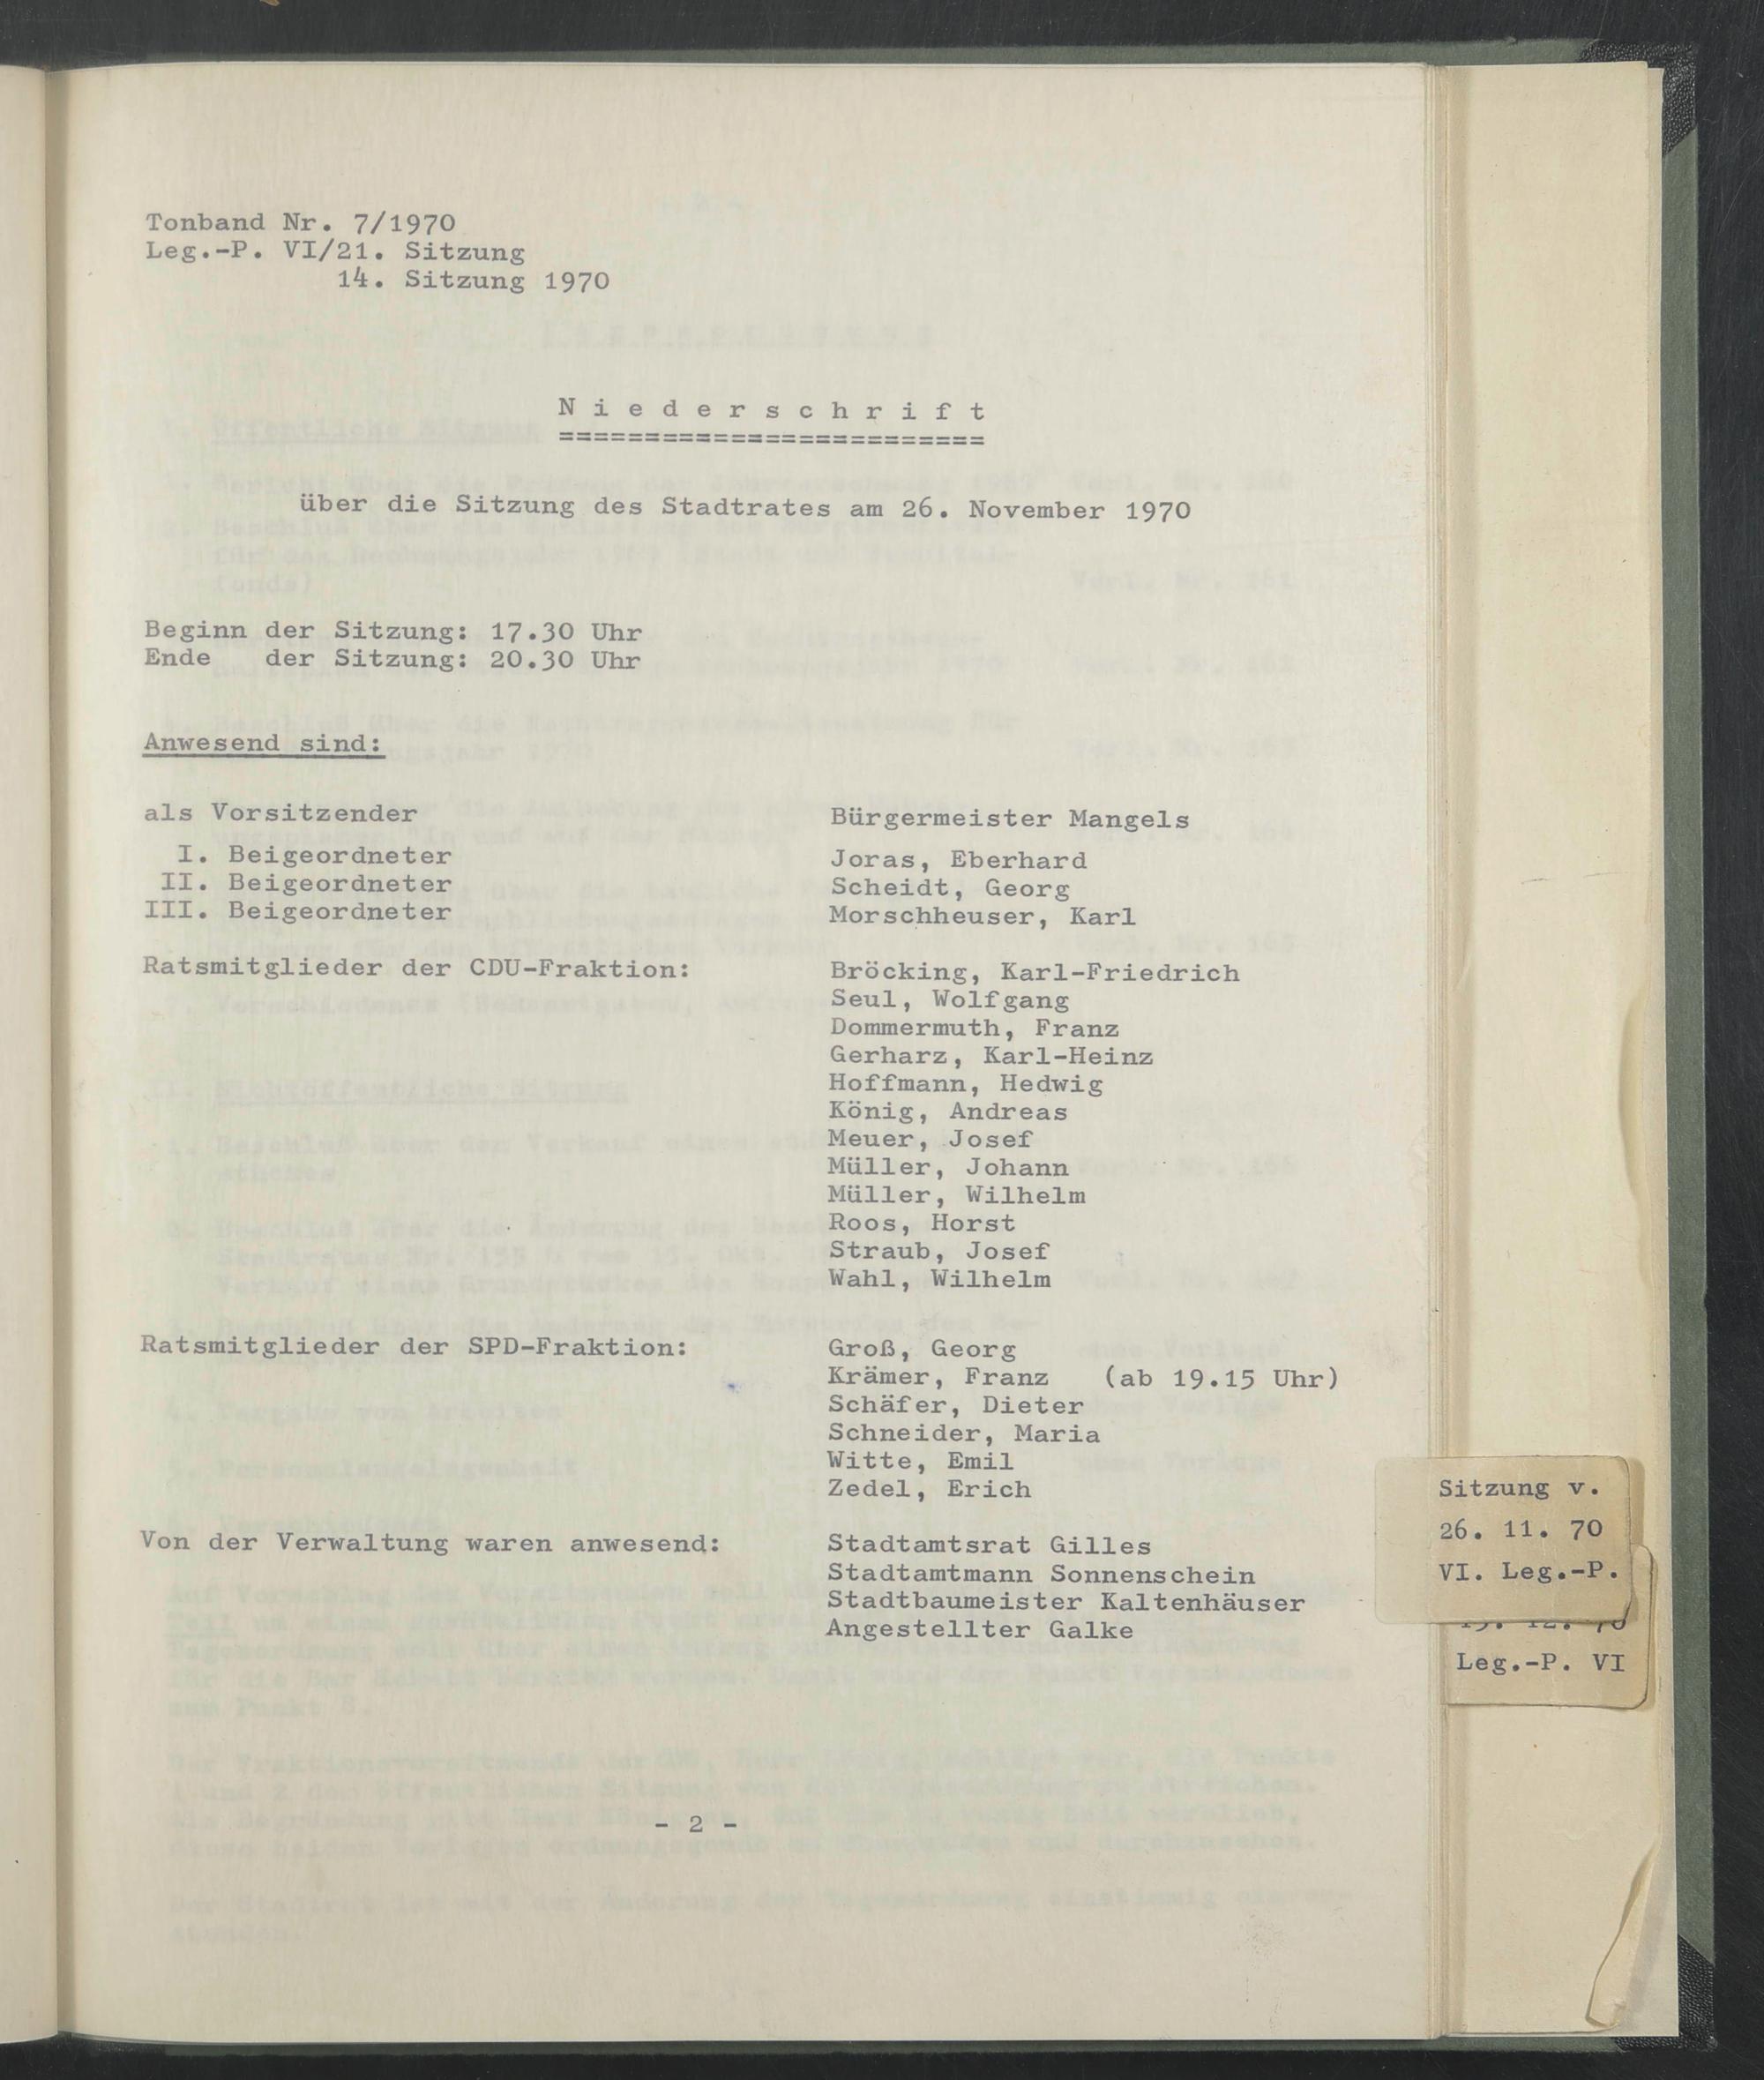 Tonband Nr. 7/1970
Leg.-P. VI/21. Sitzung
14. Sitzung 1970
N i e d e r s c h r i f t
=========================
über die Sitzung des Stadtrates am 26. November 1970
Beginn der Sitzung: 17.30 Uhr
Ende der Sitzung: 20.30 Uhr
Anwesend sind:
als Vorsitzender Bürgermeister Mangels
I. Beigeordneter Joras, Eberhard
II. Beigeordneter Scheidt, Georg
III. Beigeordneter Morschheuser, Karl
Ratsmitglieder der CDU-Fraktion: Bröcking, Karl-Friedrich
Seul, Wolfgang
Dommermuth, Franz
Gerharz, Karl-Heinz
Hoffmann, Hedwig
König, Andreas
Meuer, Josef
Müller, Johann
Müller, Wilhelm
Roos, Horst
Straub, Josef
Wahl, Wilhelm
Ratsmitglieder der SPD-Fraktion: Groß, Georg
Krämer, Franz (ab 19.15 Uhr)
Schäfer, Dieter
Schneider, Maria
Witte, Emil
Zedel, Erich
Von der Verwaltung waren anwesend: Stadtamtsrat Gilles
Stadtamtmann Sonnenschein
Stadtbaumeister Kaltenhäuser
Angestellter Galke
- 2 -
Sitzung v.
26. 11. 70
VI. Leg.-P.
Leg.-P. VI